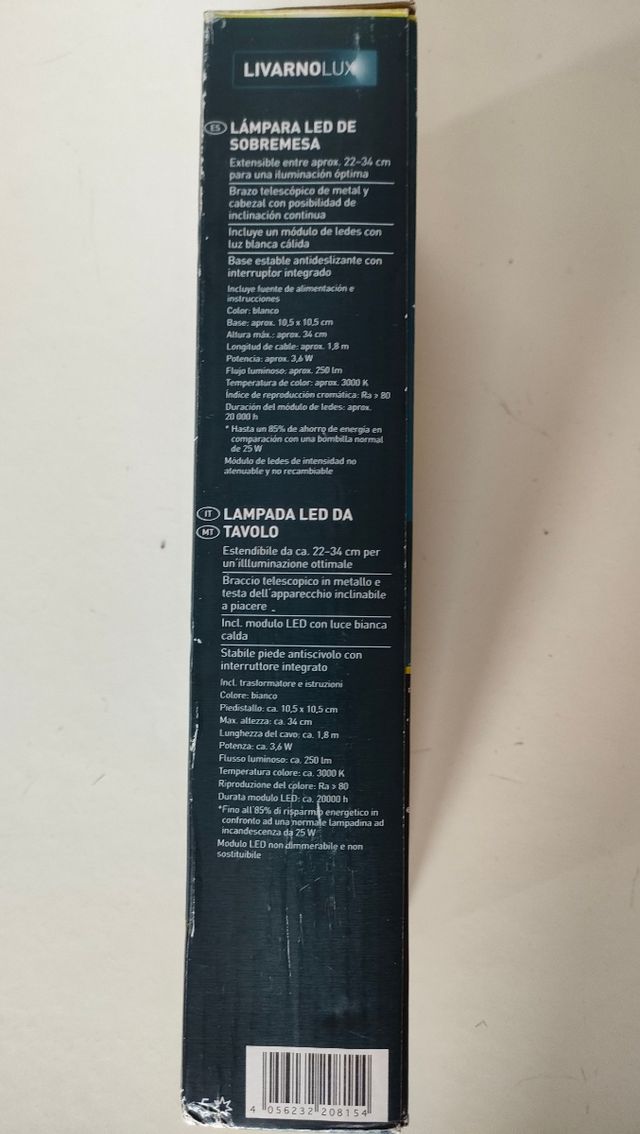 LIVARNOLUX
ES LÁMPARA LED DE
SOBREMESA
Extensible entre aprox. 22–34 cm
para una iluminación óptima
Brazo telescópico de metal y
cabezal con posibilidad de
inclinación continua
Incluye un módulo de ledes con
luz blanca cálida
Base estable antideslizante con
interruptor integrado
Incluye fuente de alimentación e
instrucciones
Color: blanco
Base: aprox. 10,5 x 10,5 cm
Altura máx.: aprox. 34 cm
Longitud de cable: aprox. 1,8 m
Potencia: aprox. 3,6 W
Flujo luminoso: aprox. 250 lm
Temperatura de color: aprox. 3000 K
Índice de reproducción cromática: Ra > 80
Duración del módulo de ledes: aprox.
20 000 h
* Hasta un 85% de ahorro de energía en
comparación con una bombilla normal
de 25 W
Módulo de ledes de intensidad no
atenuable y no recambiable
IT LAMPADA LED DA
MT TAVOLO
Estendibile da ca. 22–34 cm per
un'illluminazione ottimale
Braccio telescopico in metallo e
testa dell'apparecchio inclinabile
a piacere
Incl. modulo LED con luce bianca
calda
Stabile piede antiscivolo con
interruttore integrato
Incl. trasformatore e istruzioni
Colore: bianco
Piedistallo: ca. 10,5 x 10,5 cm
Max. altezza: ca. 34 cm
Lunghezza del cavo: ca. 1,8 m
Potenza: ca. 3,6 W
Flusso luminoso: ca. 250 lm
Temperatura colore: ca. 3000 K
Riproduzione del colore: Ra > 80
Durata modulo LED: ca. 20000 h
*Fino all'85% di risparmio energetico in
confronto ad una normale lampadina ad
incandescenza da 25 W
Modulo LED non dimmerabile e non
sostituibile
4 056232 208154